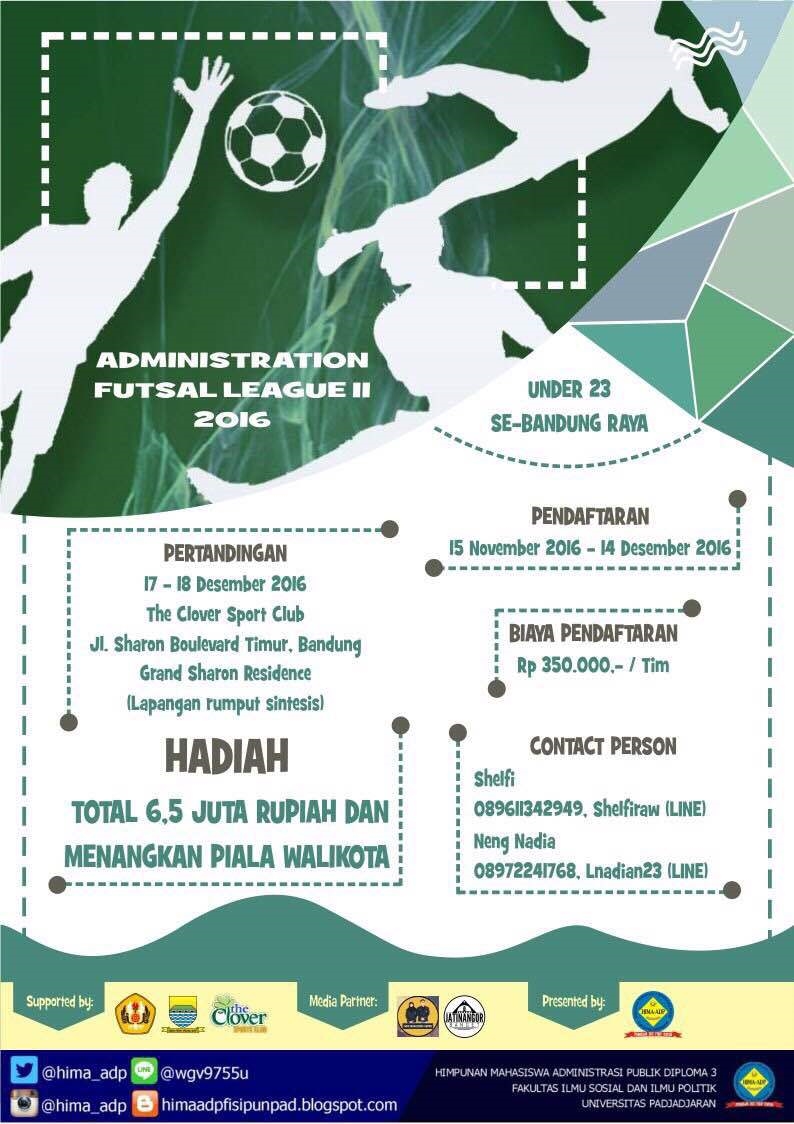 ADMINISTRATION
FUTSAL LEAGUE II
2016
UNDER 23
SE-BANDUNG RAYA
PENDAFTARAN
15 November 2016 - 14 Desember 2016
PERTANDINGAN
17 - 18 Desember 2016
The Clover Sport Club
Jl. Sharon Boulevard Timur, Bandung
Grand Sharon Residence
(Lapangan rumput sintesis)
BIAYA PENDAFTARAN
Rp 350.000,- / Tim
HADIAH
TOTAL 6,5 JUTA RUPIAH DAN
MENANGKAN PIALA WALIKOTA
CONTACT PERSON
Shelfi
089611342949, Shelfiraw (LINE)
Neng Nadia
08972241768, Lnadian23 (LINE)
Supported by:
the
Clover
SPORTS CLUB
Media Partner:
JATINANGOR
Presented by:
HIMA-ADP
@hima_adp
LINE
@wgv9755u
@hima_adp
himaadpfisipunpad.blogspot.com
HIMPUNAN MAHASISWA ADMINISTRASI PUBLIK DIPLOMA 3
FAKULTAS ILMU SOSIAL DAN ILMU POLITIK
UNIVERSITAS PADJADJARAN
HIMA-ADP